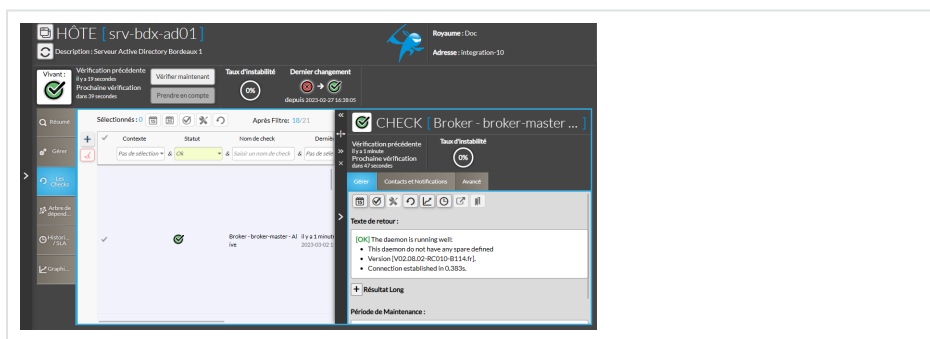 HÔTE [ srv-bdx-ad01 ]
Description : Serveur Active Directory Bordeaux 1
Royaume : Doc
Adresse : integration-10
Vivant :
Vérification précédente
il y a 19 secondes
Prochaine vérification
dans 39 secondes
Vérifier maintenant
Prendre en compte
Taux d'instabilité
0%
Dernier changement
depuis 2023-02-27 16:38:05
Résumé
Gérer
Les Checks
Arbre de dépend...
Histori... / SLA
Graphi...
Sélectionnés : 0
Après Filtre: 18/21
Contexte
Statut
Nom de check
Derniè
Pas de sélection
& OK
& Saisir un nom de check
& Pas de séle
Broker - broker-master - Al
ive
il y a 1 minute
2023-03-02 1
CHECK [ Broker - broker-master ... ]
Vérification précédente
Il y a 1 minute
Prochaine vérification
dans 47 secondes
Taux d'instabilité
0%
Gérer
Contacts et Notifications
Avancé
Texte de retour :
[OK] The daemon is running well:
• This daemon do not have any spare defined
• Version [V02.08.02-RC010-B114.fr].
• Connection established in 0.383s.
Résultat Long
Période de Maintenance :